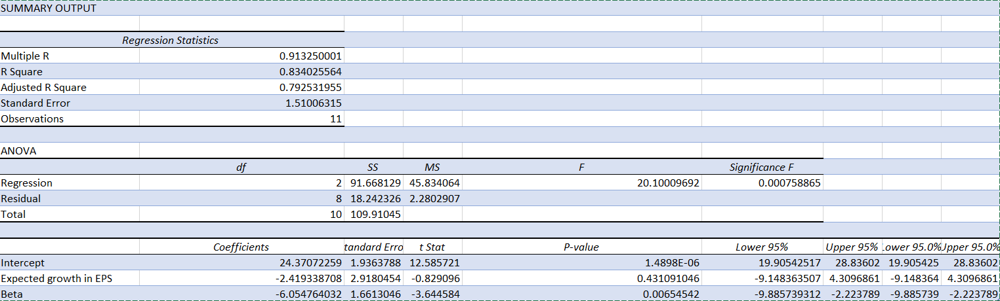 SUMMARY OUTPUT
Regression Statistics
Multiple R 0.913250001
R Square 0.834025564
Adjusted R Square 0.792531955
Standard Error 1.51006315
Observations 11
ANOVA
df SS MS F Significance F
Regression 2 91.668129 45.834064 20.10009692 0.000758865
Residual 8 18.242326 2.2802907
Total 10 109.91045
Coefficients tandard Erro t Stat P-value Lower 95% Upper 95% Lower 95.0% Upper 95.0%
Intercept 24.37072259 1.9363788 12.585721 1.4898E-06 19.90542517 28.83602 19.905425 28.83602
Expected growth in EPS -2.419338708 2.9180454 -0.829096 0.431091046 -9.148363507 4.3096861 -9.148364 4.3096861
Beta -6.054764032 1.6613046 -3.644584 0.00654542 -9.885739312 -2.223789 -9.885739 -2.223789